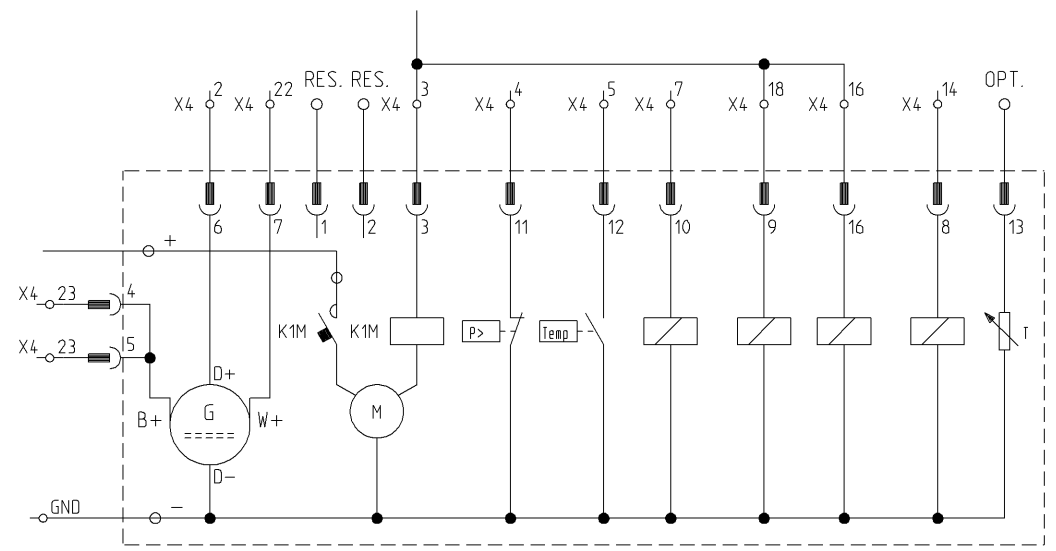 RES. RES. OPT.
2 22 3 4 5 7 18 16 14
X4 X4 X4 X4 X4 X4 X4 X4 X4
6 7 1 2 3 11 12 10 9 16 8 13
+
X4 23 4
K1M K1M P> Temp T
X4 23 5
D+
B+ G W+ M
D-
GND -